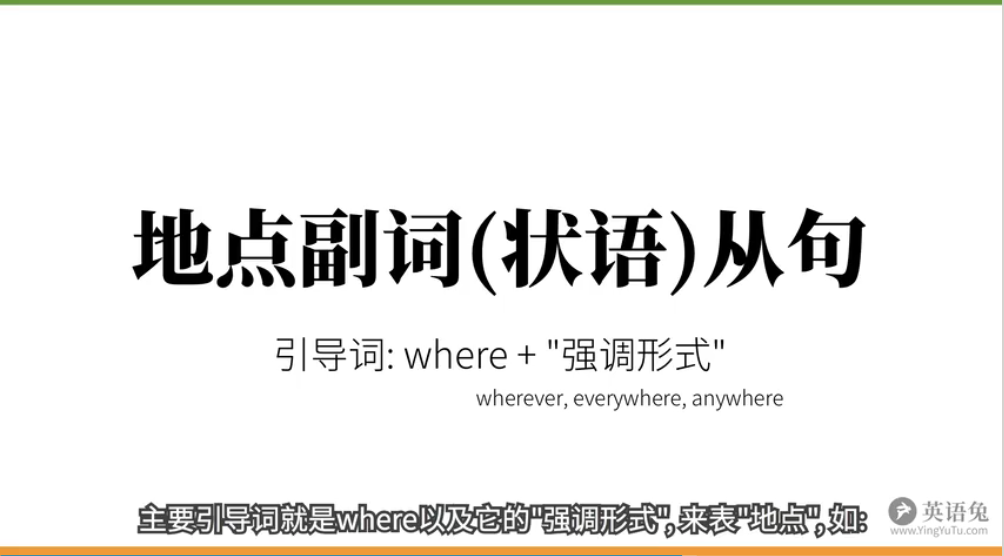 地点副词(状语)从句
引导词: where + "强调形式"
wherever, everywhere, anywhere
主要引导词就是where以及它的"强调形式", 来表"地点", 如:
英语兔
www.YingYuTu.com